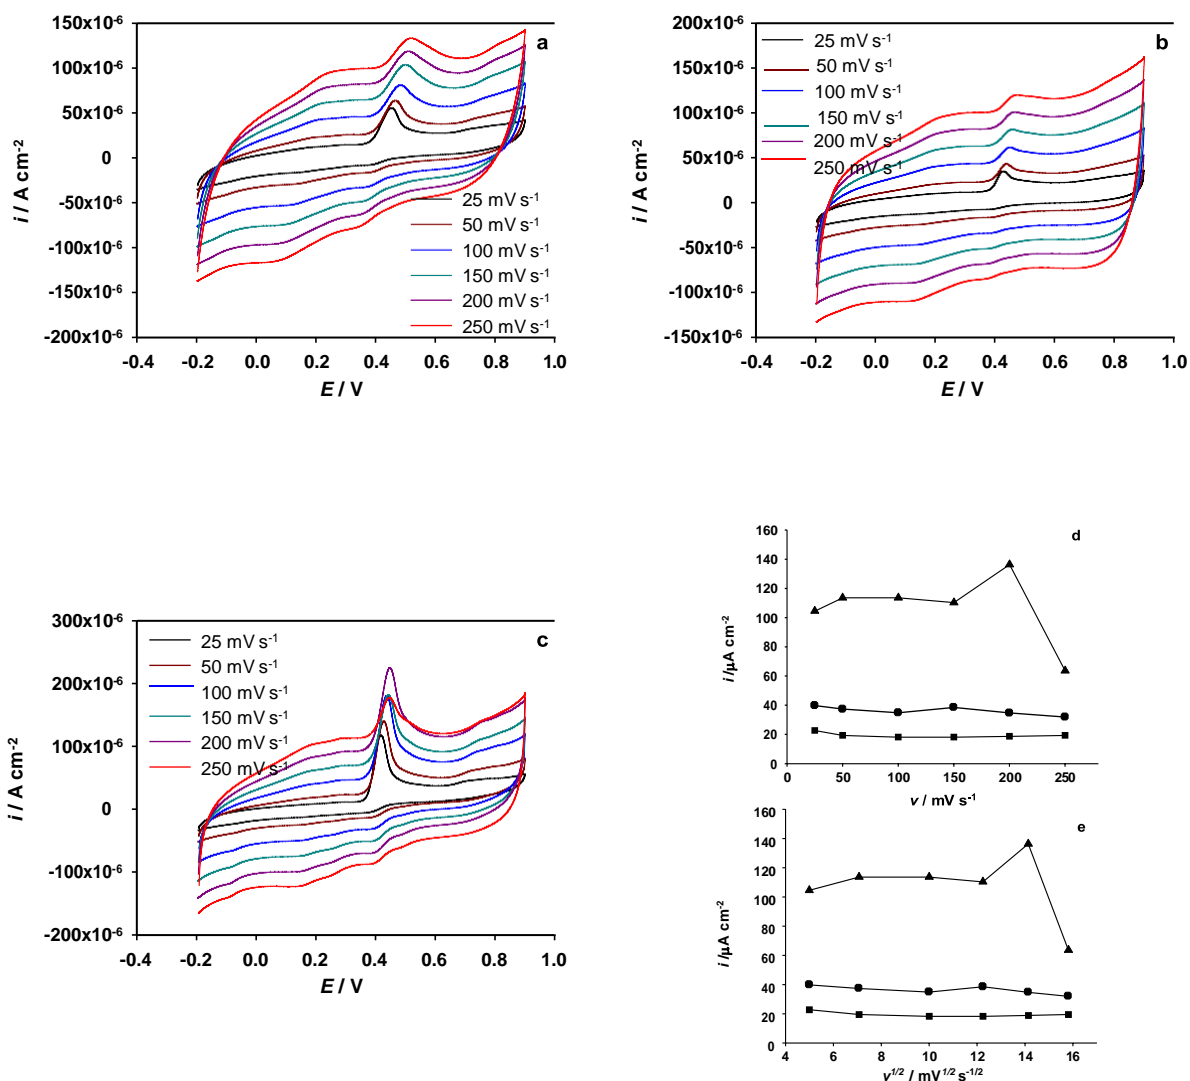 a
150x10-6
100x10-6
50x10-6
0
-50x10-6
-100x10-6
-150x10-6
-200x10-6
i / A cm-2
25 mV s-1
50 mV s-1
100 mV s-1
150 mV s-1
200 mV s-1
250 mV s-1
-0.4 -0.2 0.0 0.2 0.4 0.6 0.8 1.0
E / V
b
200x10-6
150x10-6
100x10-6
50x10-6
0
-50x10-6
-100x10-6
-150x10-6
i / A cm-2
25 mV s-1
50 mV s-1
100 mV s-1
150 mV s-1
200 mV s-1
250 mV s-1
-0.4 -0.2 0.0 0.2 0.4 0.6 0.8 1.0
E / V
c
300x10-6
200x10-6
100x10-6
0
-100x10-6
-200x10-6
i / A cm-2
25 mV s-1
50 mV s-1
100 mV s-1
150 mV s-1
200 mV s-1
250 mV s-1
-0.4 -0.2 0.0 0.2 0.4 0.6 0.8 1.0
E / V
d
160
140
120
100
80
60
40
20
0
i /µA cm-2
0 50 100 150 200 250
v / mV s-1
e
160
140
120
100
80
60
40
20
0
i /µA cm-2
4 6 8 10 12 14 16
v1/2 / mV1/2 s-1/2